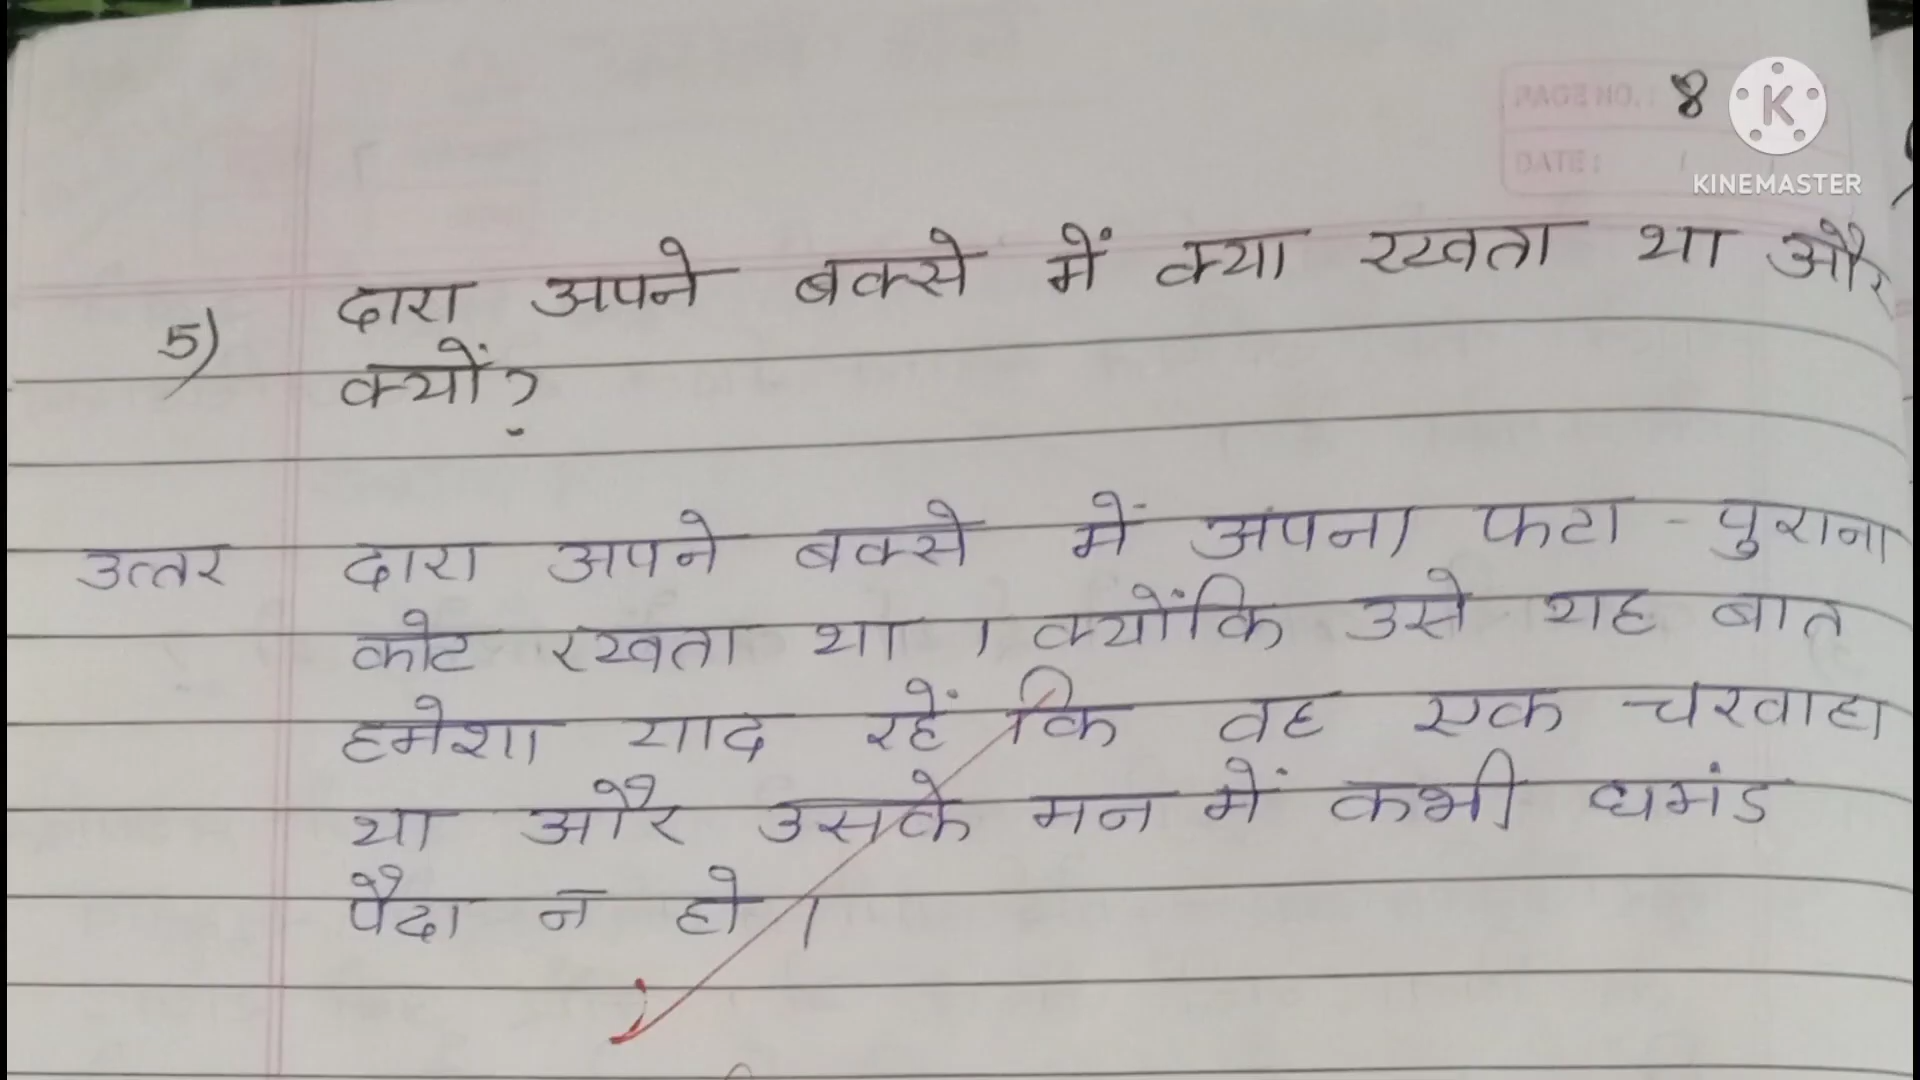 PAGE NO.: 8
DATE:
KINEMASTER
5) दारा अपने बक्से में क्या रखता था और
क्यों?
उत्तर दारा अपने बक्से में अपना फटा - पुराना
कोट रखता था । क्योंकि उसे यह बात
हमेशा याद रहें कि वह एक चरवाहा
था और उसके मन में कभी घमंड
पैदा न हो ।